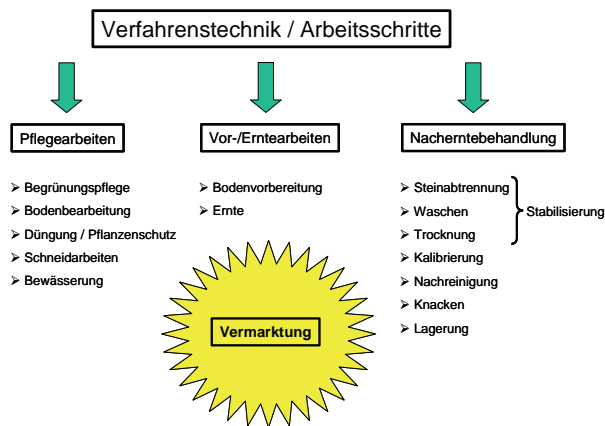 Verfahrenstechnik / Arbeitsschritte
Pflegearbeiten
➢ Begrünungspflege
➢ Bodenbearbeitung
➢ Düngung / Pflanzenschutz
➢ Schneidarbeiten
➢ Bewässerung
Vor-/Erntearbeiten
➢ Bodenvorbereitung
➢ Ernte
Nacherntebehandlung
➢ Steinabtrennung
➢ Waschen
➢ Trocknung
➢ Kalibrierung
➢ Nachreinigung
➢ Knacken
➢ Lagerung
Stabilisierung
Vermarktung